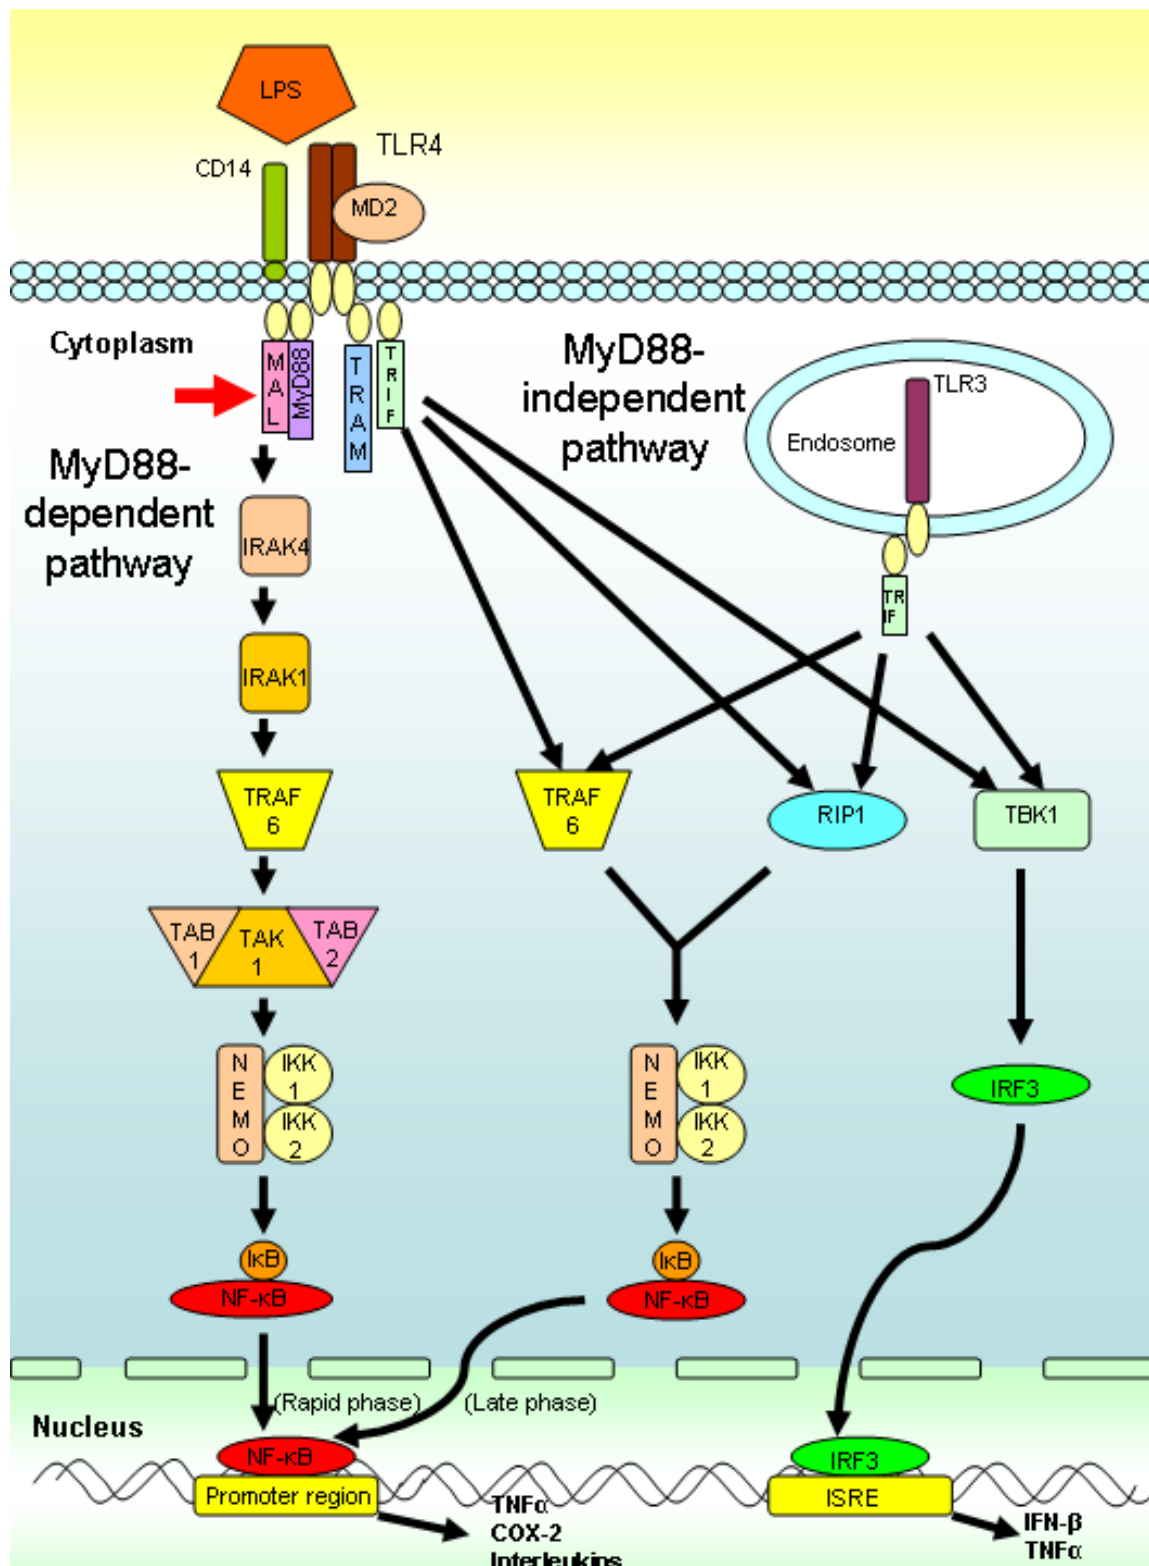 LPS
TLR4
CD14
MD2
Cytoplasm
MAL
MyD88
TRAM
TRIF
MyD88-
independent
pathway
TLR3
Endosome
TR
IF
MyD88-
dependent
pathway
IRAK4
IRAK1
TRAF
6
TRAF
6
RIP1
TBK1
TAB
1
TAK
1
TAB
2
NEMO
IKK
1
IKK
2
NEMO
IKK
1
IKK
2
IRF3
IκB
NF-κB
IκB
NF-κB
(Rapid phase)
(Late phase)
Nucleus
NF-κB
Promoter region
IRF3
ISRE
TNFα
COX-2
Interleukins
IFN-β
TNFα